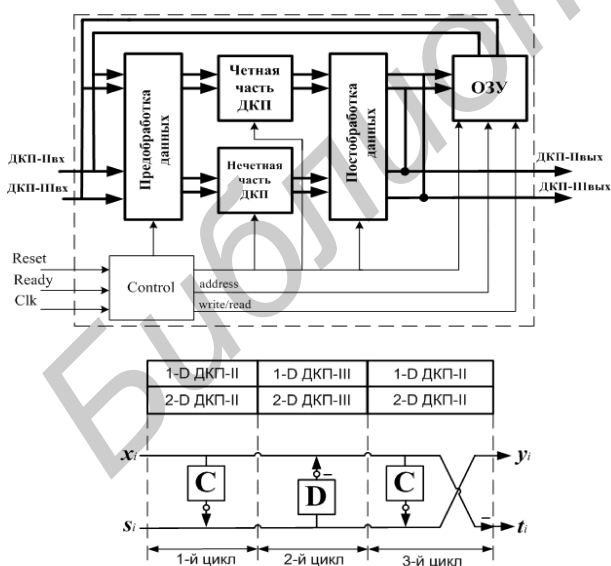 Четная
часть
ДКП
ОЗУ
Предобработка
данных
Постобработка
данных
Нечетная
часть
ДКП
ДКП-IIвх
ДКП-IIIвх
ДКП-IIвых
ДКП-IIIвых
Reset
Ready
Clk
Control
address
write/read
1-D ДКП-II 1-D ДКП-III 1-D ДКП-II
2-D ДКП-II 2-D ДКП-III 2-D ДКП-II
xi C D – C yi
si – ti
1-й цикл 2-й цикл 3-й цикл